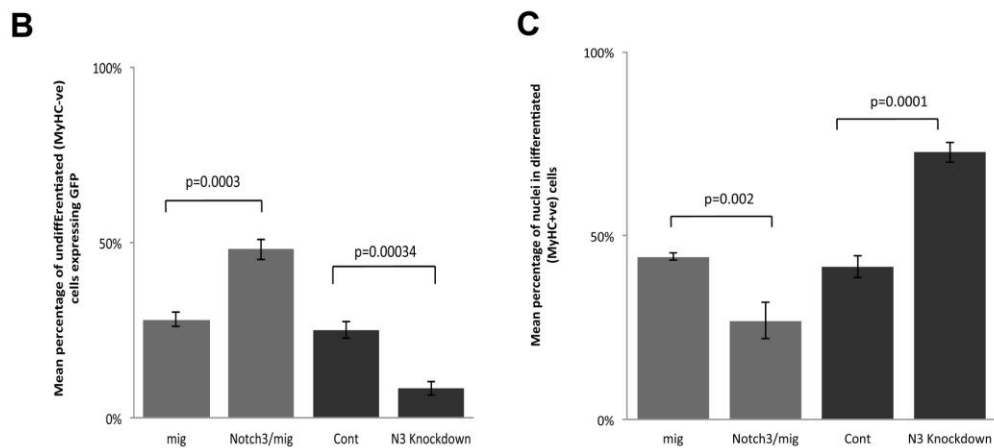 B
Mean percentage of undiffErentiated (MyHC-ve)
cells expressing GFP
100%
50%
0%
p=0.0003
p=0.00034
mig
Notch3/mig
Cont
N3 Knockdown
C
Mean percentage of nuclei in differentiated
(MyHC+ve) cells
100%
50%
0%
p=0.002
p=0.0001
mig
Notch3/mig
Cont
N3 Knockdown